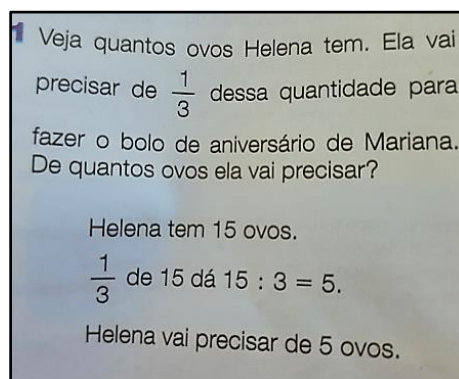 1 Veja quantos ovos Helena tem. Ela vai
precisar de 1/3 dessa quantidade para
fazer o bolo de aniversário de Mariana.
De quantos ovos ela vai precisar?
Helena tem 15 ovos.
1/3 de 15 dá 15 : 3 = 5.
Helena vai precisar de 5 ovos.